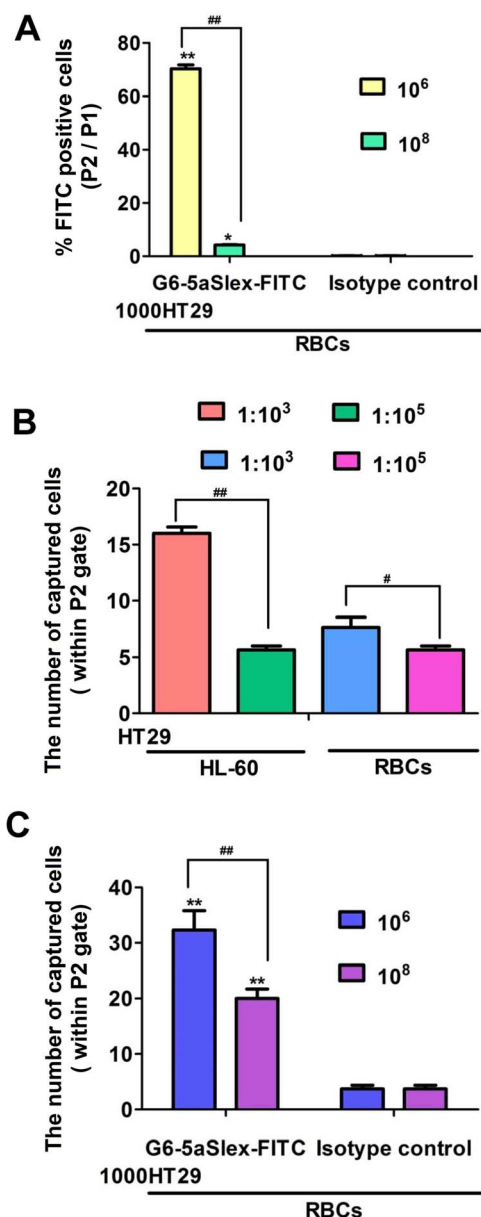 A
% FITC positive cells
(P2 / P1)
80
60
40
20
0
**
##
*
10⁶
10⁸
G6-5aSlex-FITC Isotype control
1000HT29
RBCs
B
1:10³ 1:10⁵
1:10³ 1:10⁵
The number of captured cells
( within P2 gate)
20
15
10
5
0
##
#
HT29
HL-60 RBCs
C
The number of captured cells
( within P2 gate)
40
30
20
10
0
##
**
**
10⁶
10⁸
G6-5aSlex-FITC Isotype control
1000HT29
RBCs